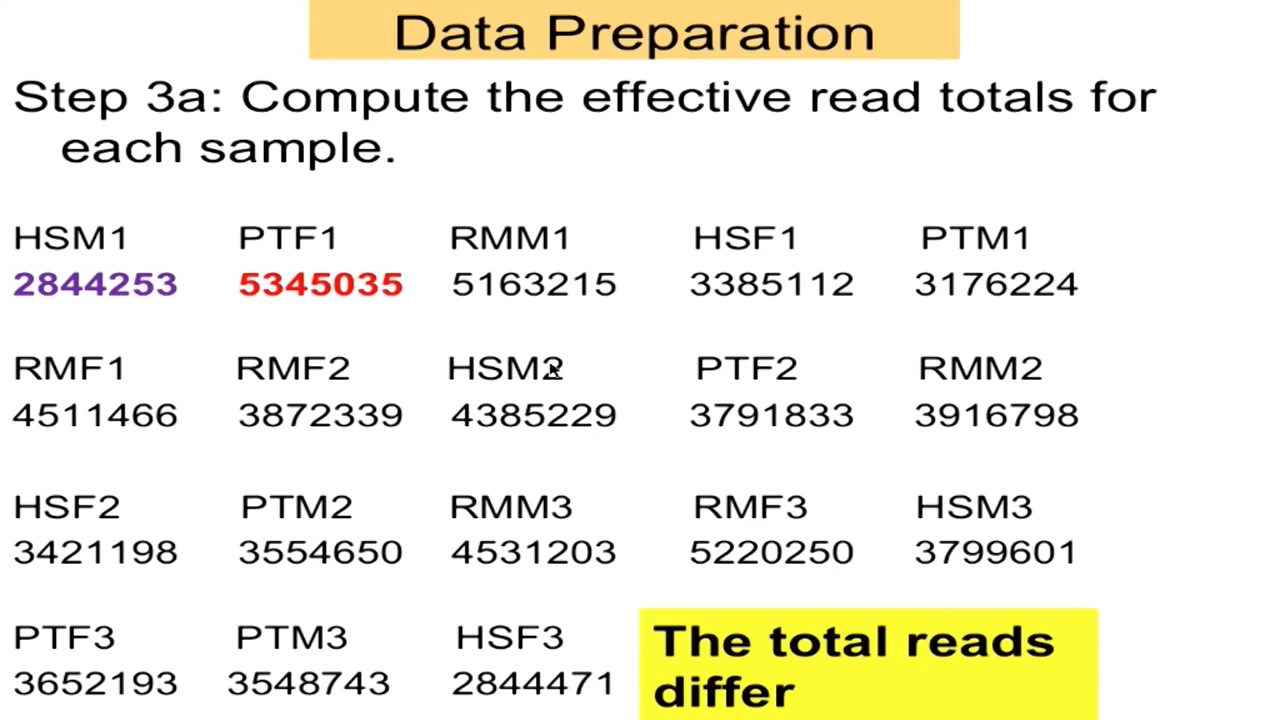 Data Preparation
Step 3a: Compute the effective read totals for
each sample.
HSM1 PTF1 RMM1 HSF1 PTM1
2844253 5345035 5163215 3385112 3176224
RMF1 RMF2 HSM2 PTF2 RMM2
4511466 3872339 4385229 3791833 3916798
HSF2 PTM2 RMM3 RMF3 HSM3
3421198 3554650 4531203 5220250 3799601
PTF3 PTM3 HSF3
3652193 3548743 2844471
The total reads
differ